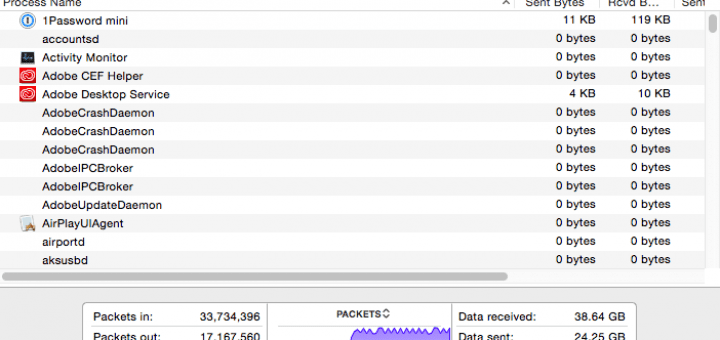 Process Name Sent Bytes Rcvd B... Sent
1Password mini 11 KB 119 KB
accountsd 0 bytes 0 bytes
Activity Monitor 0 bytes 0 bytes
Adobe CEF Helper 0 bytes 0 bytes
Adobe Desktop Service 4 KB 10 KB
AdobeCrashDaemon 0 bytes 0 bytes
AdobeCrashDaemon 0 bytes 0 bytes
AdobeCrashDaemon 0 bytes 0 bytes
AdobeIPCBroker 0 bytes 0 bytes
AdobeIPCBroker 0 bytes 0 bytes
AdobeUpdateDaemon 0 bytes 0 bytes
AirPlayUIAgent 0 bytes 0 bytes
airportd 0 bytes 0 bytes
aksusbd 0 bytes 0 bytes
Packets in: 33,734,396 PACKETS Data received: 38.64 GB
Packets out: 17,167,560 Data sent: 24.25 GB